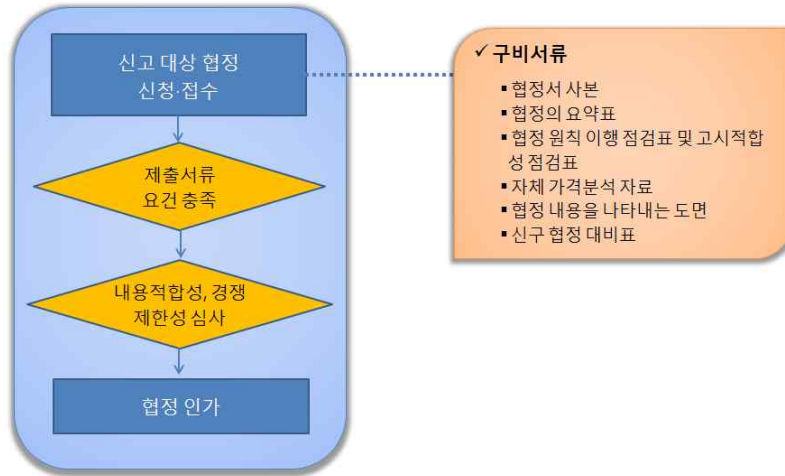 신고 대상 협정
신청·접수
제출서류
요건 충족
내용적합성, 경쟁
제한성 심사
협정 인가
✓ 구비서류
▪ 협정서 사본
▪ 협정의 요약표
▪ 협정 원칙 이행 점검표 및 고시적합
성 점검표
▪ 자체 가격분석 자료
▪ 협정 내용을 나타내는 도면
▪ 신구 협정 대비표